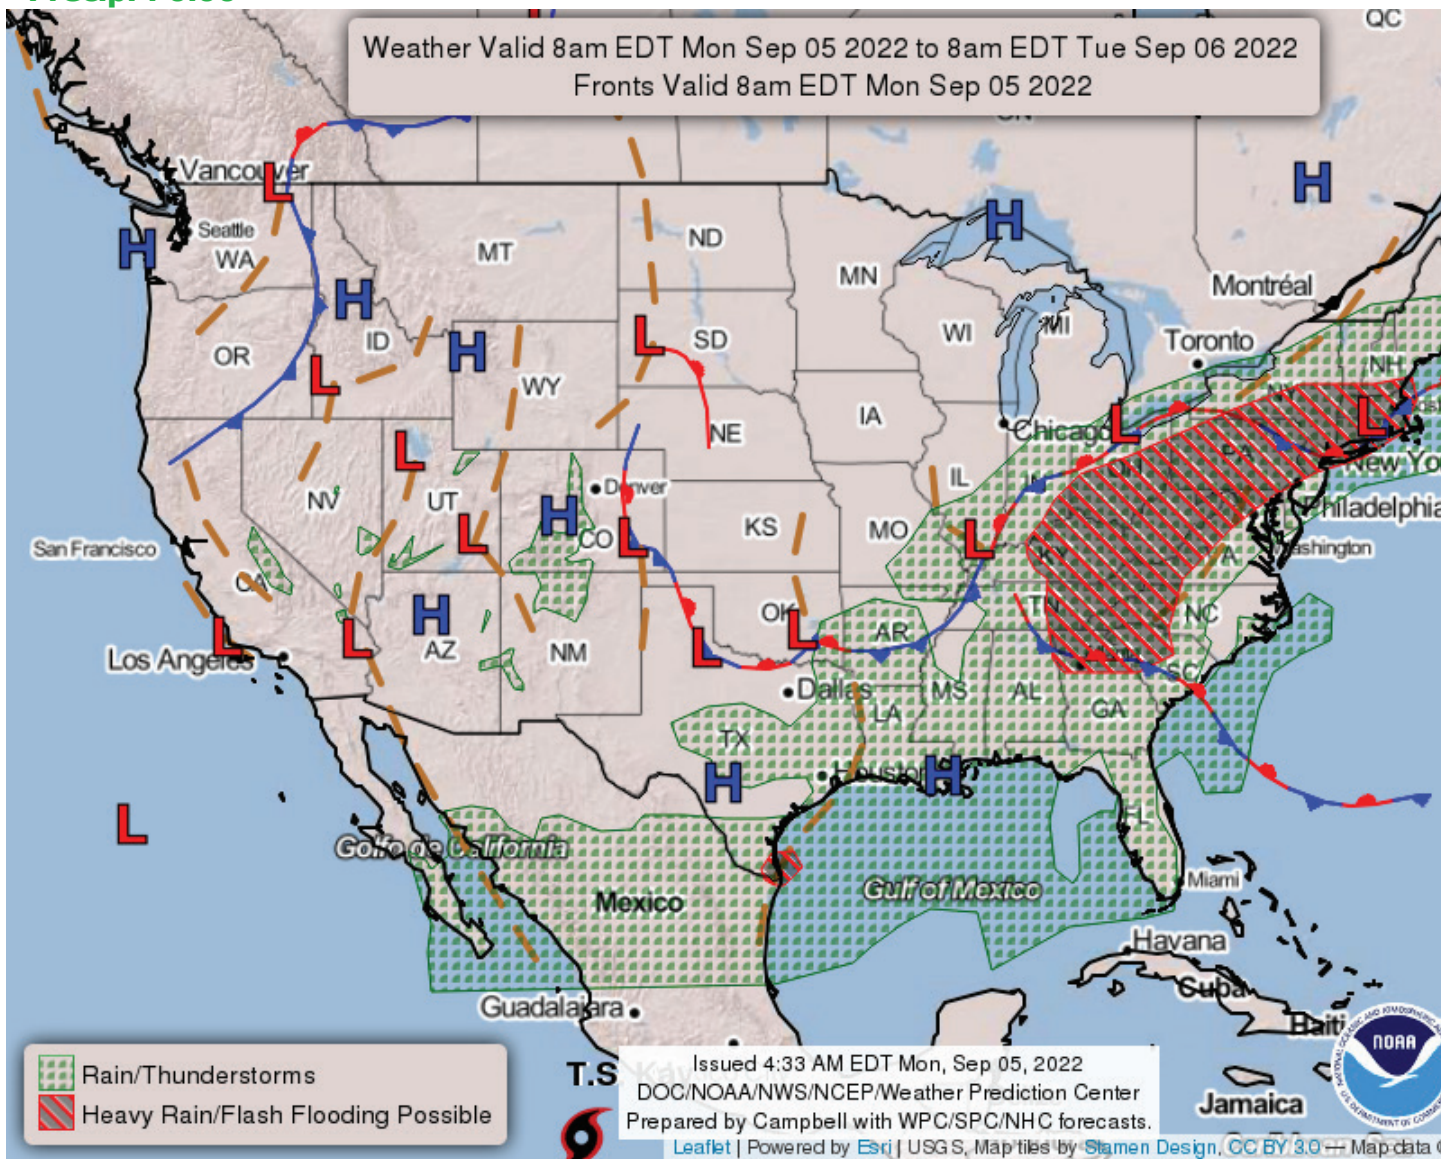 Weather Valid 8am EDT Mon Sep 05 2022 to 8am EDT Tue Sep 06 2022
Fronts Valid 8am EDT Mon Sep 05 2022
QC
Vancouver
L
H
H
Seattle
WA
MT
ND
MN
H
H
Montréal
OR
ID
H
WY
L
SD
WI
MI
Toronto
NH
NY
L
NE
IA
Chicago
L
L
New Yo
NV
L
UT
Denver
H
CO
KS
MO
IL
OH
PA
Philadelphia
San Francisco
CA
L
L
L
KY
Washington
Los Angeles
L
L
H
AZ
NM
L
OK
L
AR
TN
NC
Dallas
LA
MS
AL
GA
SC
TX
H
Houston
H
FL
L
Golfo de California
Mexico
Gulf of Mexico
Miami
Havana
Cuba
Guadalajara
Haiti
Jamaica
NOAA
Rain/Thunderstorms
Heavy Rain/Flash Flooding Possible
T.S
Issued 4:33 AM EDT Mon, Sep 05, 2022
DOC/NOAA/NWS/NCEP/Weather Prediction Center
Prepared by Campbell with WPC/SPC/NHC forecasts.
Leaflet | Powered by Esri | USGS, Map tiles by Stamen Design, CC BY 3.0 — Map data ©